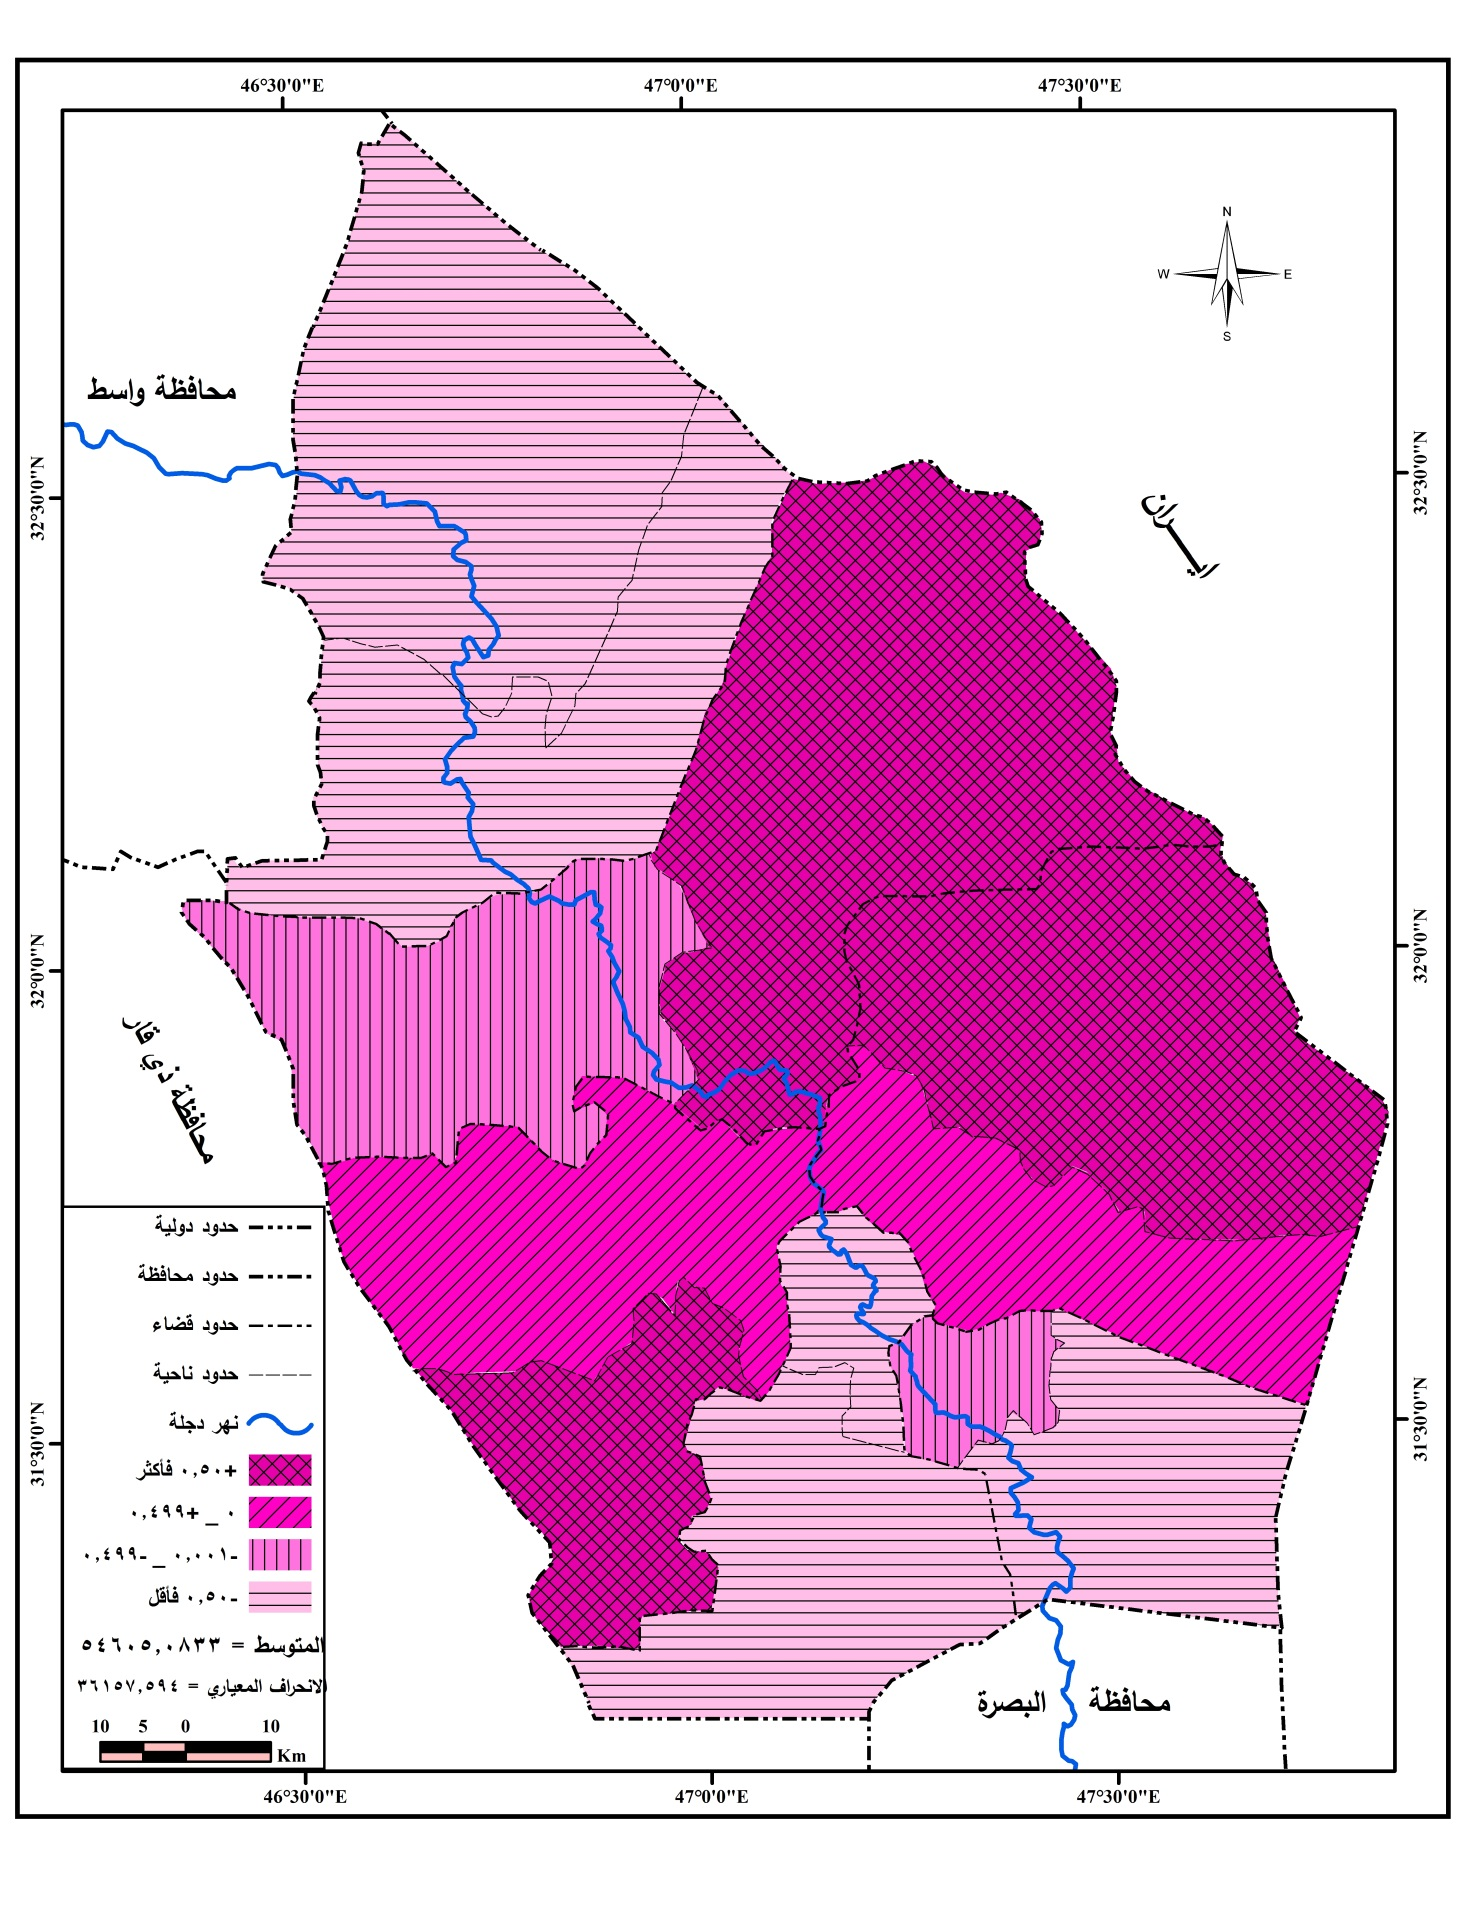 46°30'0"E
47°0'0"E
47°30'0"E
N
W
E
S
محافظة واسط
ايران
32°30'0"N
32°30'0"N
32°0'0"N
32°0'0"N
محافظة ذي قار
31°30'0"N
31°30'0"N
حدود دولية
حدود محافظة
حدود قضاء
حدود ناحية
نهر دجلة
+٠,٥٠ فأكثر
٠ _ +٠,٤٩٩
-٠,٠٠١ _ -٠,٤٩٩
-٠,٥٠ فأقل
المتوسط = ٥٤٦٠٥,٠٨٣٣
الانحراف المعياري = ٣٦١٥٧,٥٩٤
10 5 0 10
Km
محافظة البصرة
46°30'0"E
47°0'0"E
47°30'0"E